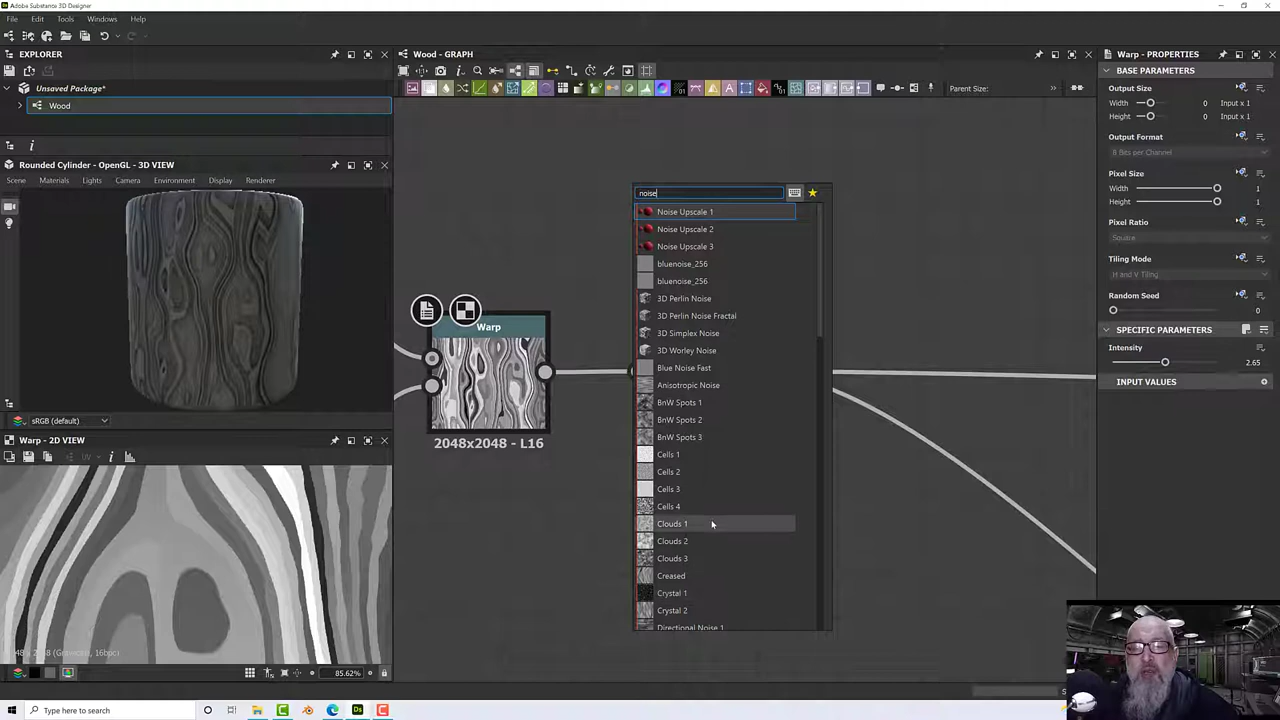 Adobe Substance 3D Designer
File Edit Tools Windows Help
EXPLORER
Unsaved Package*
Wood
Rounded Cylinder - OpenGL - 3D VIEW
Scene Materials Lights Camera Environment Display Renderer
sRGB (default)
Warp - 2D VIEW
UV
85.62%
Wood - GRAPH
Parent Size:
noise
Noise Upscale 1
Noise Upscale 2
Noise Upscale 3
bluenoise_256
bluenoise_256
3D Perlin Noise
3D Perlin Noise Fractal
3D Simplex Noise
3D Worley Noise
Blue Noise Fast
Anisotropic Noise
BnW Spots 1
BnW Spots 2
BnW Spots 3
Cells 1
Cells 2
Cells 3
Cells 4
Clouds 1
Clouds 2
Clouds 3
Creased
Crystal 1
Crystal 2
Directional Noise 1
Warp
2048x2048 - L16
Warp - PROPERTIES
BASE PARAMETERS
Output Size
Width 0 Input x 1
Height 0 Input x 1
Output Format
8 Bits per Channel
Pixel Size
Width 1
Height 1
Pixel Ratio
Square
Tiling Mode
H and V Tiling
Random Seed
0
SPECIFIC PARAMETERS
Intensity
2.65
INPUT VALUES
Type here to search